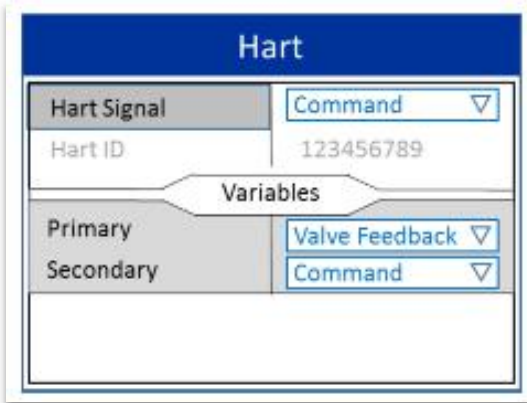 Hart
Hart Signal Command
Hart ID 123456789
Variables
Primary Valve Feedback
Secondary Command